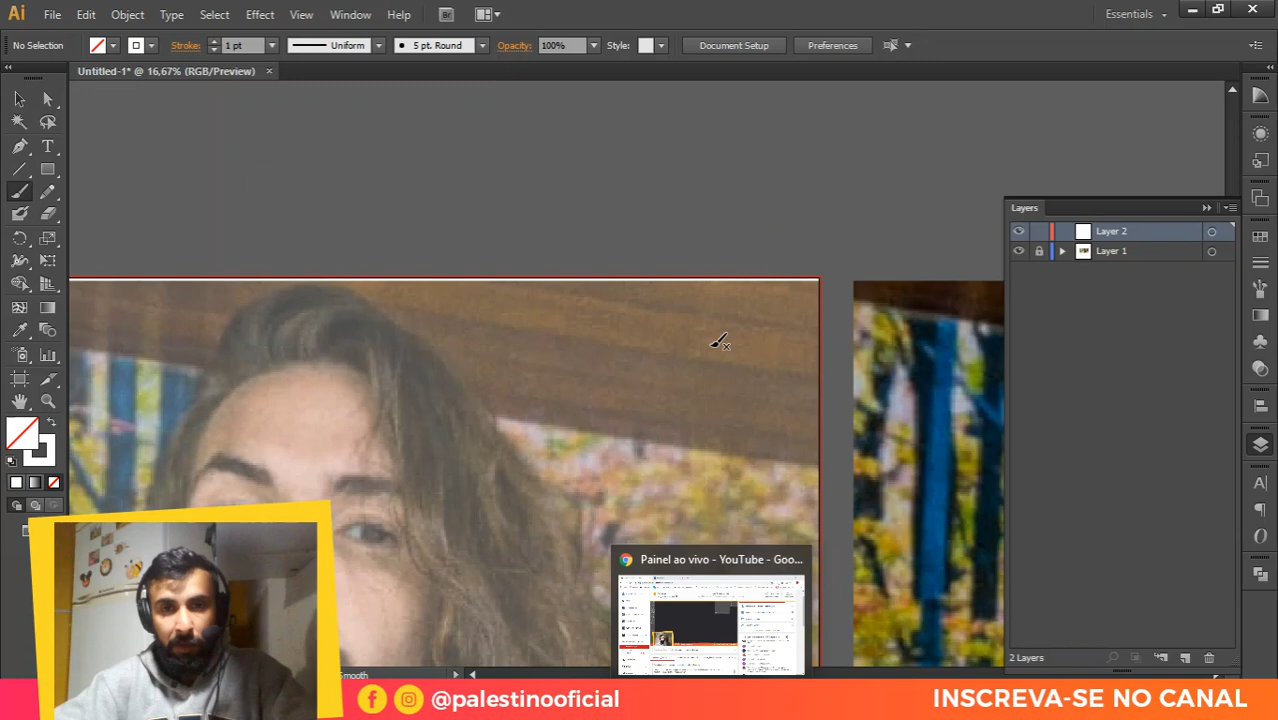 Ai File Edit Object Type Select Effect View Window Help Br Essentials
No Selection Stroke: 1 pt Uniform 5 pt. Round Opacity: 100% Style: Document Setup Preferences
Untitled-1* @ 16,67% (RGB/Preview)
Layers
Layer 2
Layer 1
Painel ao vivo - YouTube - Goo...
2 Layers
Smooth
@palestinooficial
INSCREVA-SE NO CANAL